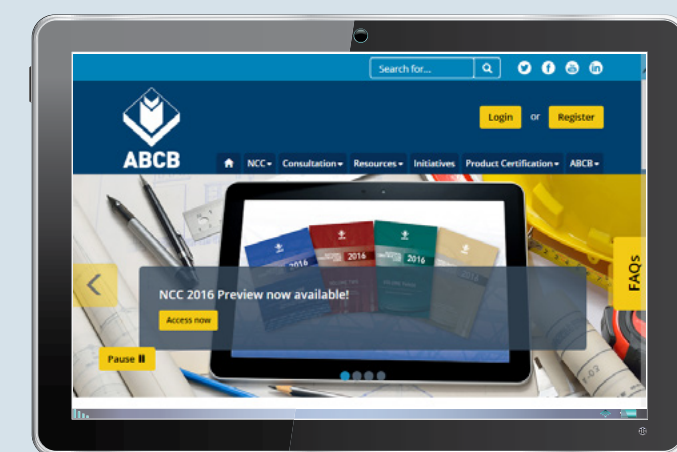 Search for...
Login or Register
ABCB
NCC Consultation Resources Initiatives Product Certification ABCB
2016
2016
2016
FAQs
NCC 2016 Preview now available!
Access now
Pause